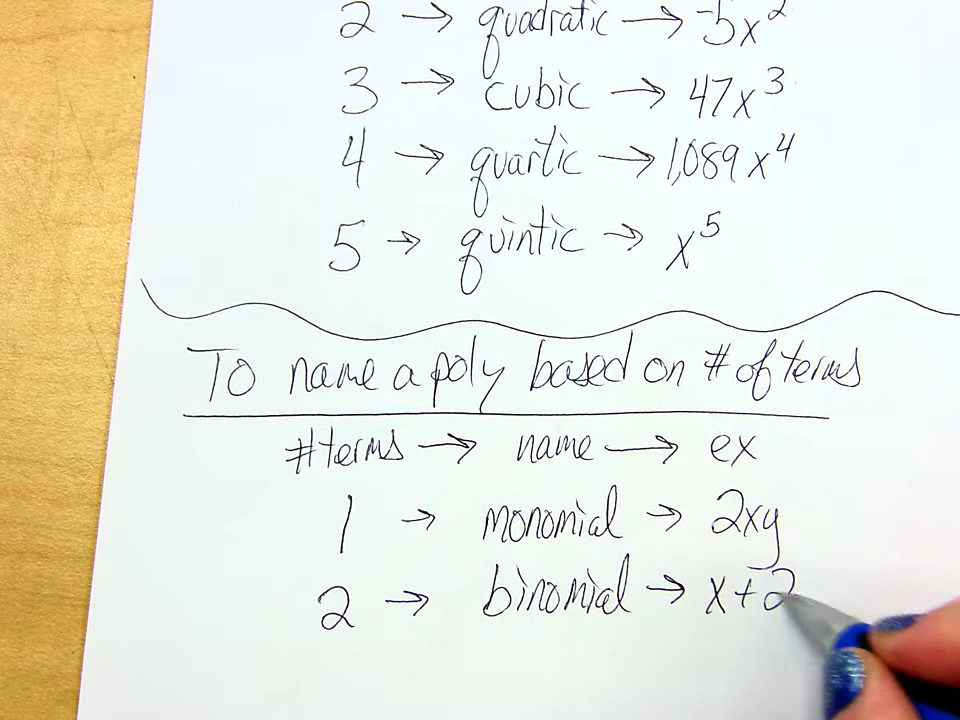 2 → quadratic → -5x²
3 → cubic → 47x³
4 → quartic → 1,089x⁴
5 → quintic → x⁵
To name a poly based on # of terms
# terms → name → ex
1 → monomial → 2xy
2 → binomial → x+2